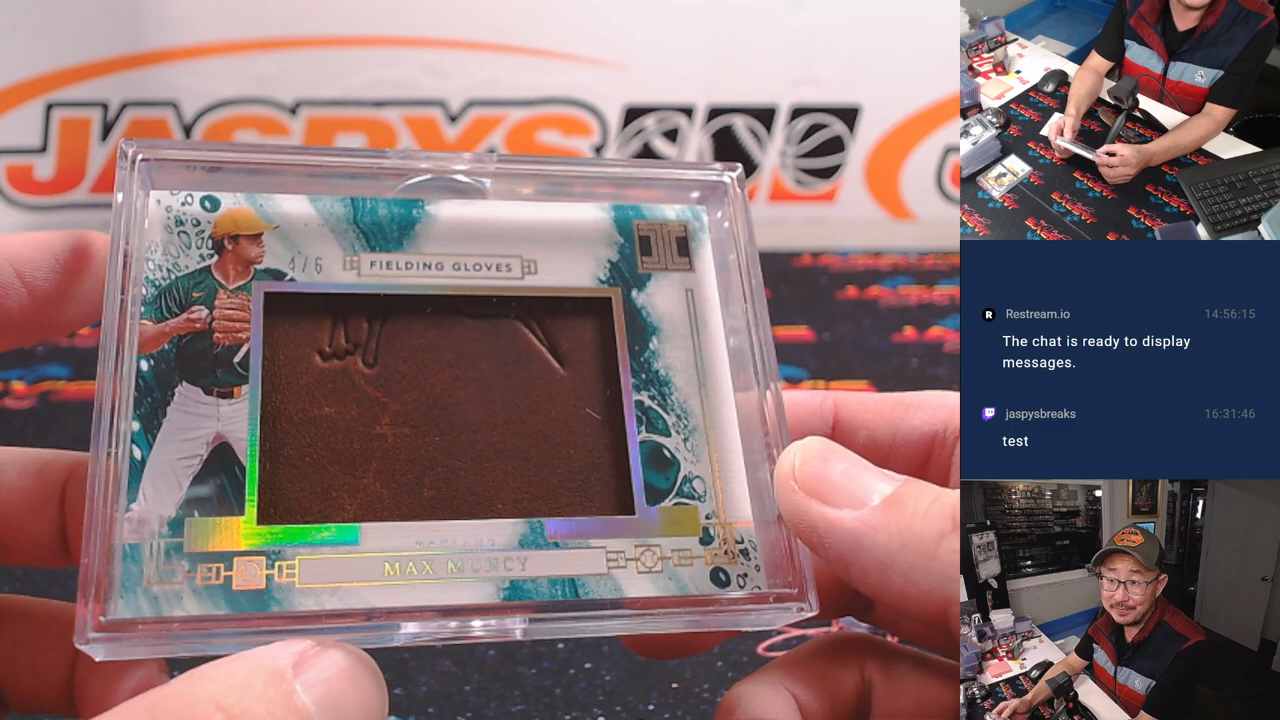 JASPYS
4/6
FIELDING GLOVES
OAKLAND
MAX MUNCY
Restream.io 14:56:15
The chat is ready to display
messages.
jaspysbreaks 16:31:46
test